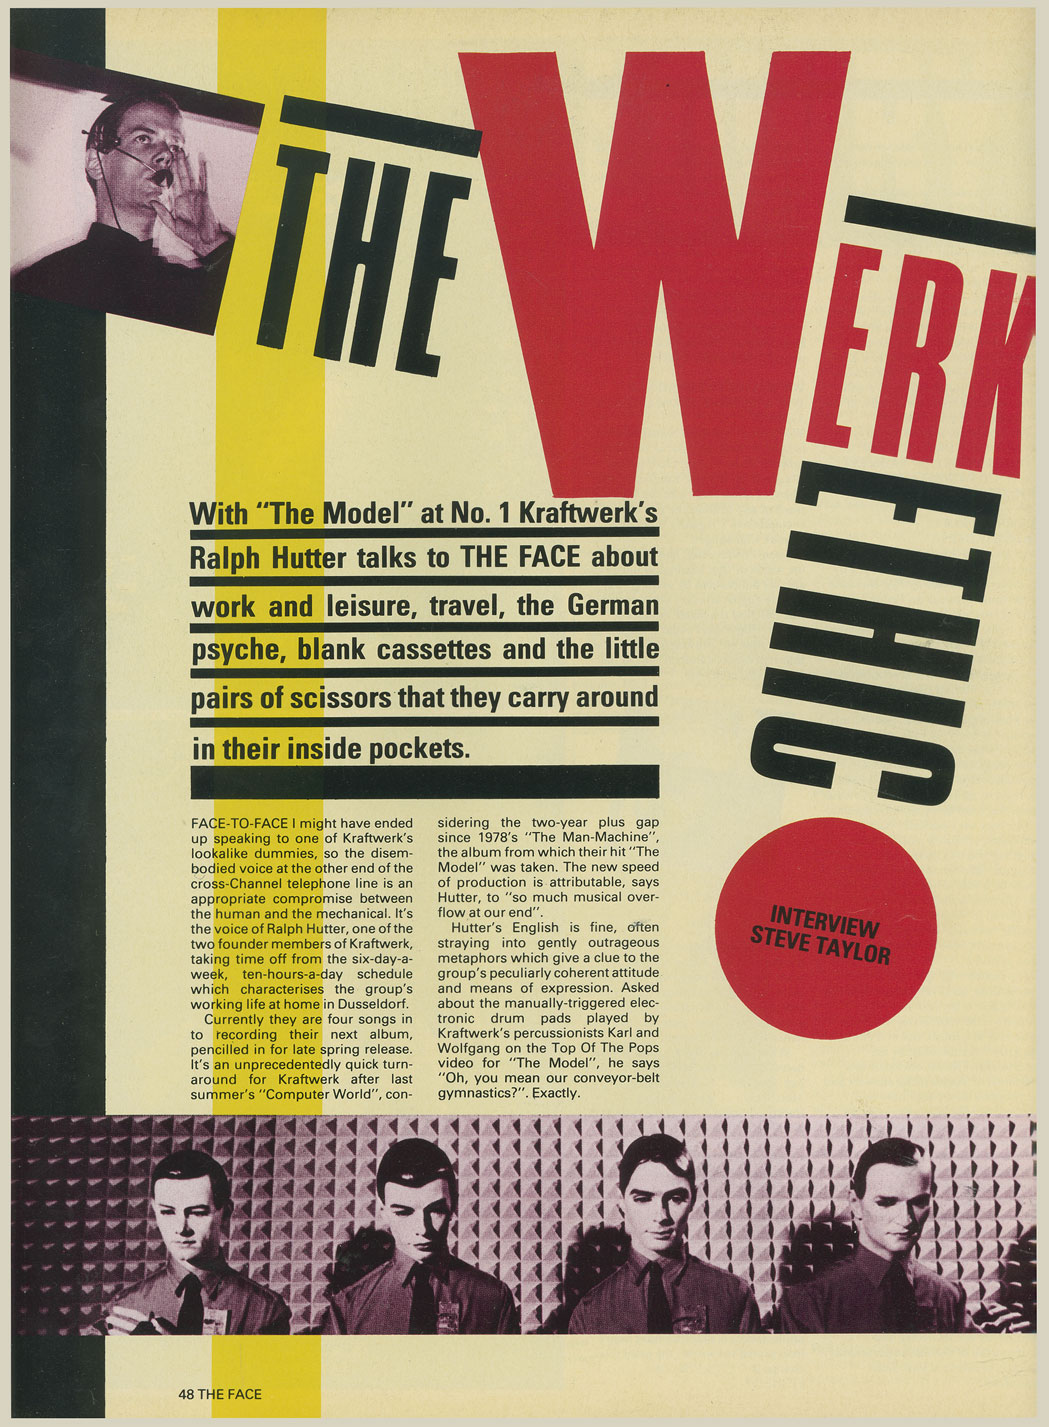 THE
WERK
ETHIC
With “The Model” at No. 1 Kraftwerk’s
Ralph Hutter talks to THE FACE about
work and leisure, travel, the German
psyche, blank cassettes and the little
pairs of scissors that they carry around
in their inside pockets.
FACE-TO-FACE I might have ended
up speaking to one of Kraftwerk’s
lookalike dummies, so the disem-
bodied voice at the other end of the
cross-Channel telephone line is an
appropriate compromise between
the human and the mechanical. It’s
the voice of Ralph Hutter, one of the
two founder members of Kraftwerk,
taking time off from the six-day-a-
week, ten-hours-a-day schedule
which characterises the group’s
working life at home in Dusseldorf.
Currently they are four songs in
to recording their next album,
pencilled in for late spring release.
It’s an unprecedentedly quick turn-
around for Kraftwerk after last
summer’s “Computer World”, con-
sidering the two-year plus gap
since 1978’s “The Man-Machine”,
the album from which their hit “The
Model” was taken. The new speed
of production is attributable, says
Hutter, to “so much musical over-
flow at our end”.
Hutter’s English is fine, often
straying into gently outrageous
metaphors which give a clue to the
group’s peculiarly coherent attitude
and means of expression. Asked
about the manually-triggered elec-
tronic drum pads played by
Kraftwerk’s percussionists Karl and
Wolfgang on the Top Of The Pops
video for “The Model”, he says
“Oh, you mean our conveyor-belt
gymnastics?”. Exactly.
INTERVIEW
STEVE TAYLOR
48 THE FACE